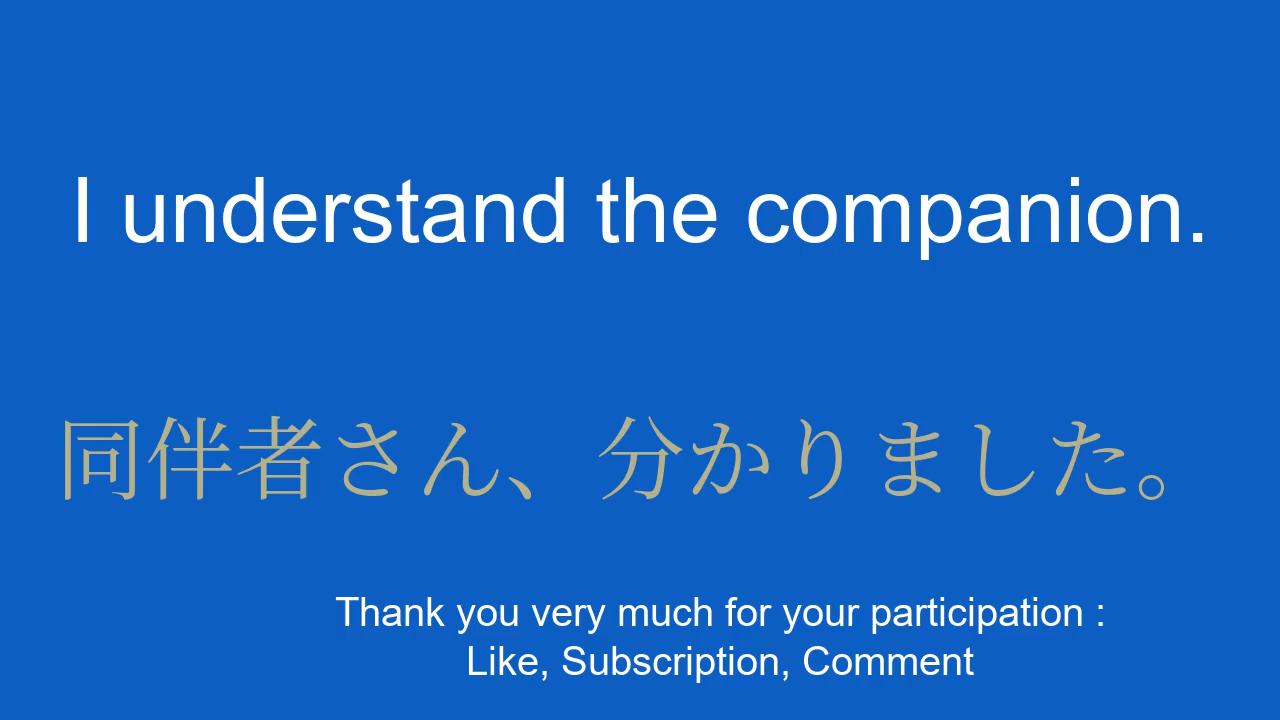 I understand the companion.
同伴者さん、分かりました。
Thank you very much for your participation :
Like, Subscription, Comment